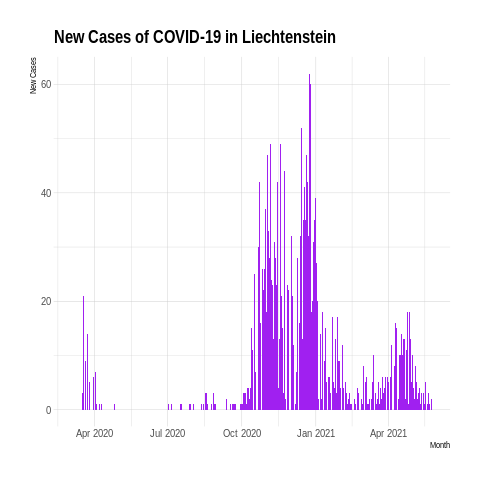 New Cases of COVID-19 in Liechtenstein
New Cases
60
40
20
0
Apr 2020 Jul 2020 Oct 2020 Jan 2021 Apr 2021
Month